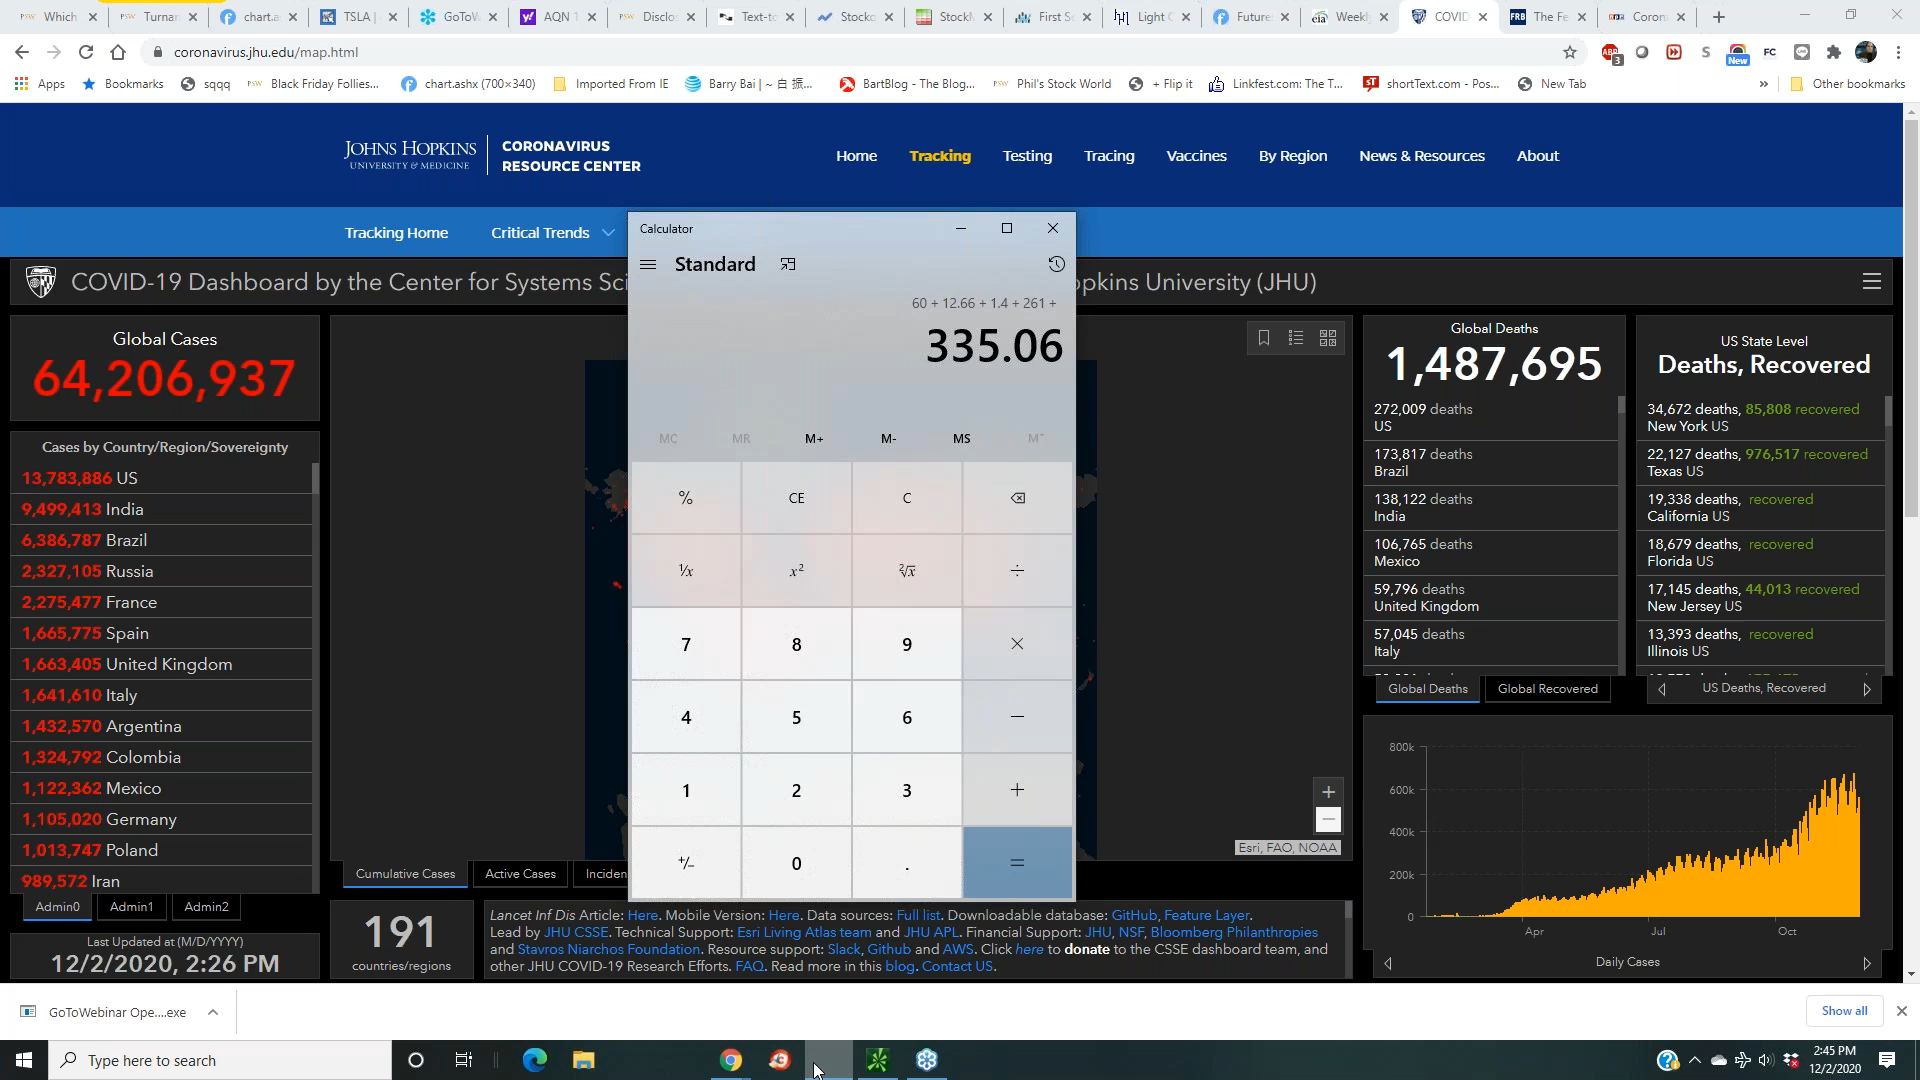 Which
Turnar
chart.a
TSLA |
GoToW
AQN 1
Disclo
Text-to
Stockc
StockM
First S
Light C
Future
Weekl
COVID
The Fe
Coron
coronavirus.jhu.edu/map.html
Apps
Bookmarks
sqqq
Black Friday Follies...
chart.ashx (700×340)
Imported From IE
Barry Bai | ~ 白 振...
BartBlog - The Blog...
Phil's Stock World
+ Flip it
Linkfest.com: The T...
shortText.com - Pos...
New Tab
»
Other bookmarks
JOHNS HOPKINS
UNIVERSITY & MEDICINE
CORONAVIRUS
RESOURCE CENTER
Home
Tracking
Testing
Tracing
Vaccines
By Region
News & Resources
About
Tracking Home
Critical Trends
COVID-19 Dashboard by the Center for Systems Sci
pkins University (JHU)
Global Cases
64,206,937
Cases by Country/Region/Sovereignty
13,783,886 US
9,499,413 India
6,386,787 Brazil
2,327,105 Russia
2,275,477 France
1,665,775 Spain
1,663,405 United Kingdom
1,641,610 Italy
1,432,570 Argentina
1,324,792 Colombia
1,122,362 Mexico
1,105,020 Germany
1,013,747 Poland
989,572 Iran
Admin0
Admin1
Admin2
Last Updated at (M/D/YYYY)
12/2/2020, 2:26 PM
Calculator
Standard
60 + 12.66 + 1.4 + 261 +
335.06
MC MR M+ M- MS M˅
% CE C
⅟x x² ²√x ÷
7 8 9 ×
4 5 6 −
1 2 3 +
+/− 0 . =
Esri, FAO, NOAA
Cumulative Cases
Active Cases
Inciden
191
countries/regions
Lancet Inf Dis Article: Here. Mobile Version: Here. Data sources: Full list. Downloadable database: GitHub, Feature Layer.
Lead by JHU CSSE. Technical Support: Esri Living Atlas team and JHU APL. Financial Support: JHU, NSF, Bloomberg Philanthropies
and Stavros Niarchos Foundation. Resource support: Slack, Github and AWS. Click here to donate to the CSSE dashboard team, and
other JHU COVID-19 Research Efforts. FAQ. Read more in this blog. Contact US.
Global Deaths
1,487,695
272,009 deaths
US
173,817 deaths
Brazil
138,122 deaths
India
106,765 deaths
Mexico
59,796 deaths
United Kingdom
57,045 deaths
Italy
Global Deaths
Global Recovered
US State Level
Deaths, Recovered
34,672 deaths, 85,808 recovered
New York US
22,127 deaths, 976,517 recovered
Texas US
19,338 deaths, recovered
California US
18,679 deaths, recovered
Florida US
17,145 deaths, 44,013 recovered
New Jersey US
13,393 deaths, recovered
Illinois US
US Deaths, Recovered
800k
600k
400k
200k
0
Apr
Jul
Oct
Daily Cases
GoToWebinar Ope....exe
Show all
Type here to search
2:45 PM
12/2/2020